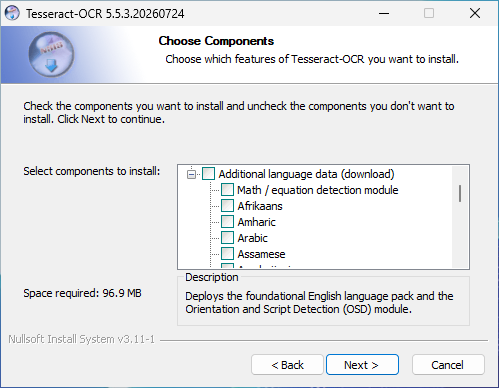 Tesseract-OCR 5.5.3.20260724
Choose Components
Choose which features of Tesseract-OCR you want to install.
Check the components you want to install and uncheck the components you don't want to
install. Click Next to continue.
Select components to install:
Additional language data (download)
Math / equation detection module
Afrikaans
Amharic
Arabic
Assamese
Space required: 96.9 MB
Description
Deploys the foundational English language pack and the
Orientation and Script Detection (OSD) module.
Nullsoft Install System v3.11-1
< Back
Next >
Cancel